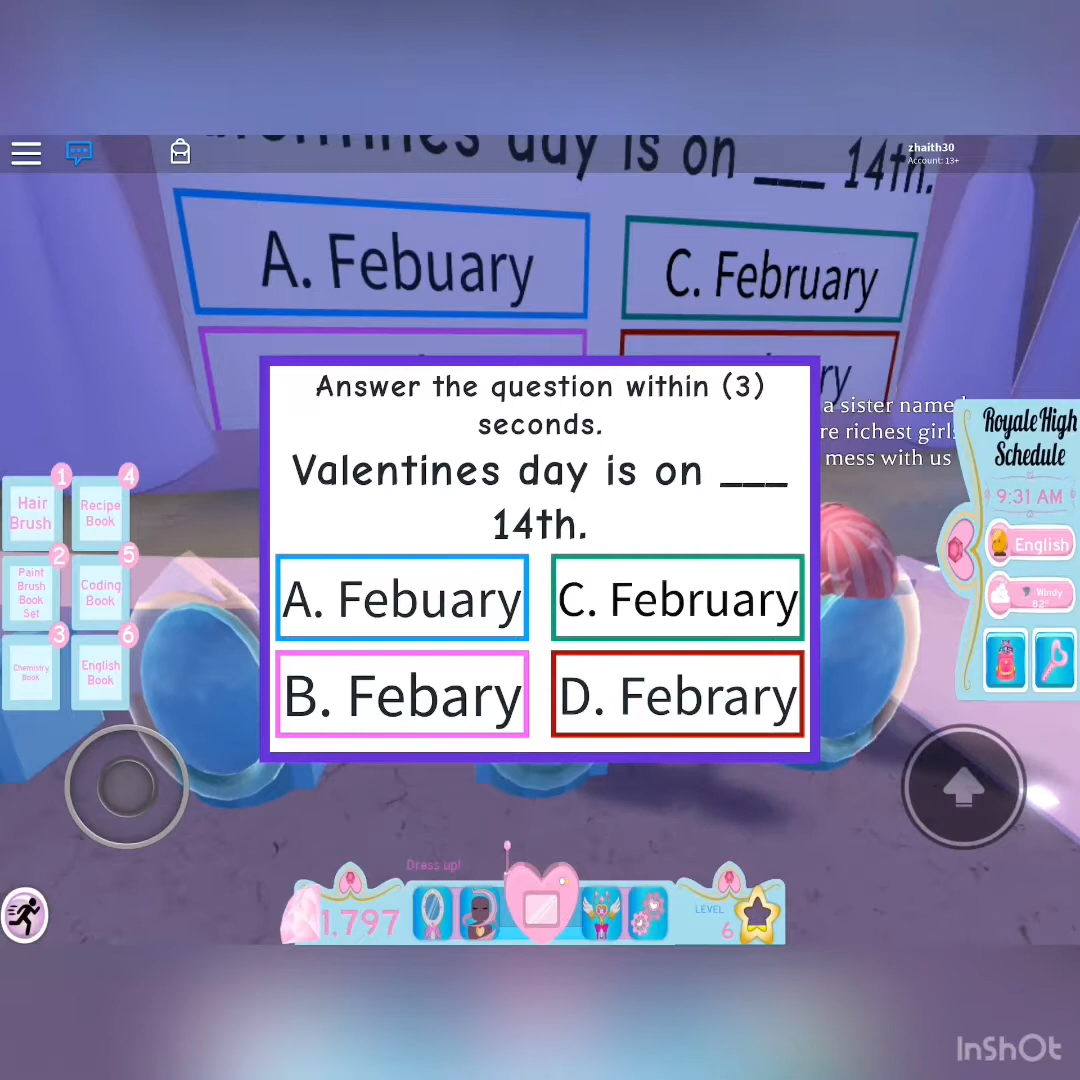 zhaith30
Account: 13+
day is on ___ 14th.
A. Febuary
C. February
a sister named
richest girls
mess with us
Answer the question within (3)
seconds.
Valentines day is on ___
14th.
A. Febuary
C. February
B. Febary
D. Febrary
1
Hair
Brush
4
Recipe
Book
2
Paint
Brush
Book
Set
5
Coding
Book
3
Chemistry
Book
6
English
Book
Royale High
Schedule
9:31 AM
English
Windy
62°
Dress up!
1,797
LEVEL
6
InShOt